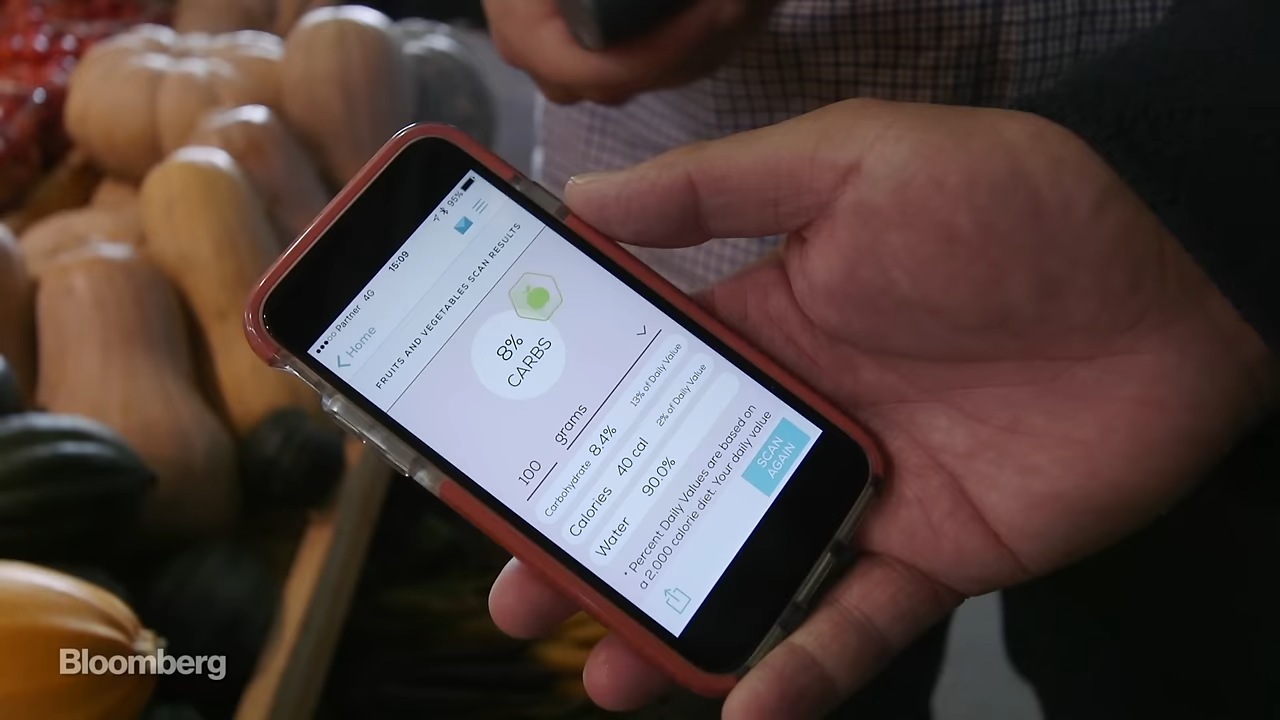 ●●●○○ Partner 4G 15:09 95%
Home
FRUITS AND VEGETABLES SCAN RESULTS
8%
CARBS
100 grams
Carbohydrate 8.4% 13% of Daily Value
Calories 40 cal 2% of Daily Value
Water 90.0%
* Percent Daily Values are based on
a 2,000 calorie diet. Your daily value
SCAN
AGAIN
Bloomberg